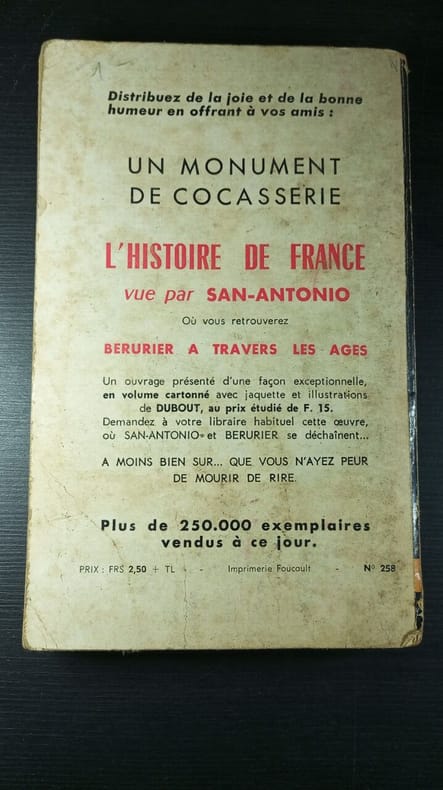 1
Distribuez de la joie et de la bonne
humeur en offrant à vos amis :
UN MONUMENT
DE COCASSERIE
L'HISTOIRE DE FRANCE
vue par SAN-ANTONIO
Où vous retrouverez
BERURIER A TRAVERS LES AGES
Un ouvrage présenté d'une façon exceptionnelle,
en volume cartonné avec jaquette et illustrations
de DUBOUT, au prix étudié de F. 15.
Demandez à votre libraire habituel cette œuvre,
où SAN-ANTONIO et BERURIER se déchaînent...
A MOINS BIEN SUR... QUE VOUS N'AYEZ PEUR
DE MOURIR DE RIRE.
Plus de 250.000 exemplaires
vendus à ce jour.
PRIX : FRS 2,50 + TL - - Imprimerie Foucault - N° 258